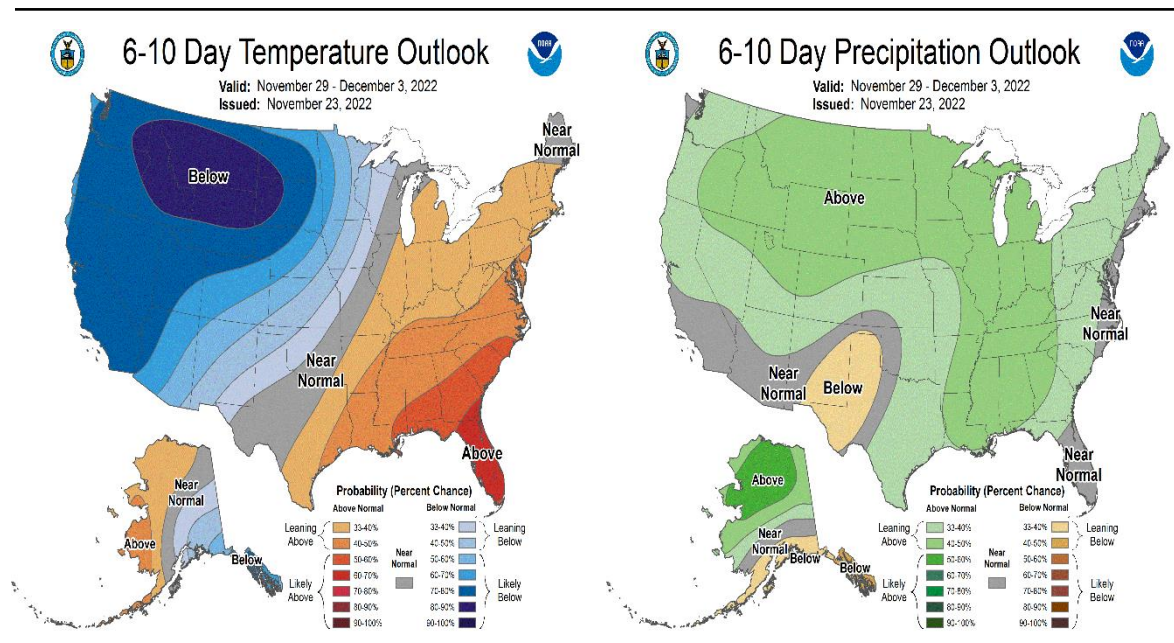 6-10 Day Temperature Outlook
Valid: November 29 - December 3, 2022
Issued: November 23, 2022
NOAA
Near
Normal
Below
Near
Normal
Above
Near
Normal
Above
Below
Probability (Percent Chance)
Above Normal
Below Normal
Leaning
Above
33-40%
33-40%
Leaning
Below
40-50%
40-50%
50-60%
Near
Normal
50-60%
60-70%
60-70%
Likely
Above
70-80%
70-80%
Likely
Below
80-90%
80-90%
90-100%
90-100%
6-10 Day Precipitation Outlook
Valid: November 29 - December 3, 2022
Issued: November 23, 2022
NOAA
Above
Near
Normal
Near
Normal
Below
Near
Normal
Above
Near
Normal
Below
Below
Probability (Percent Chance)
Above Normal
Below Normal
Leaning
Above
33-40%
33-40%
Leaning
Below
40-50%
40-50%
50-60%
Near
Normal
50-60%
60-70%
60-70%
Likely
Above
70-80%
70-80%
Likely
Below
80-90%
80-90%
90-100%
90-100%